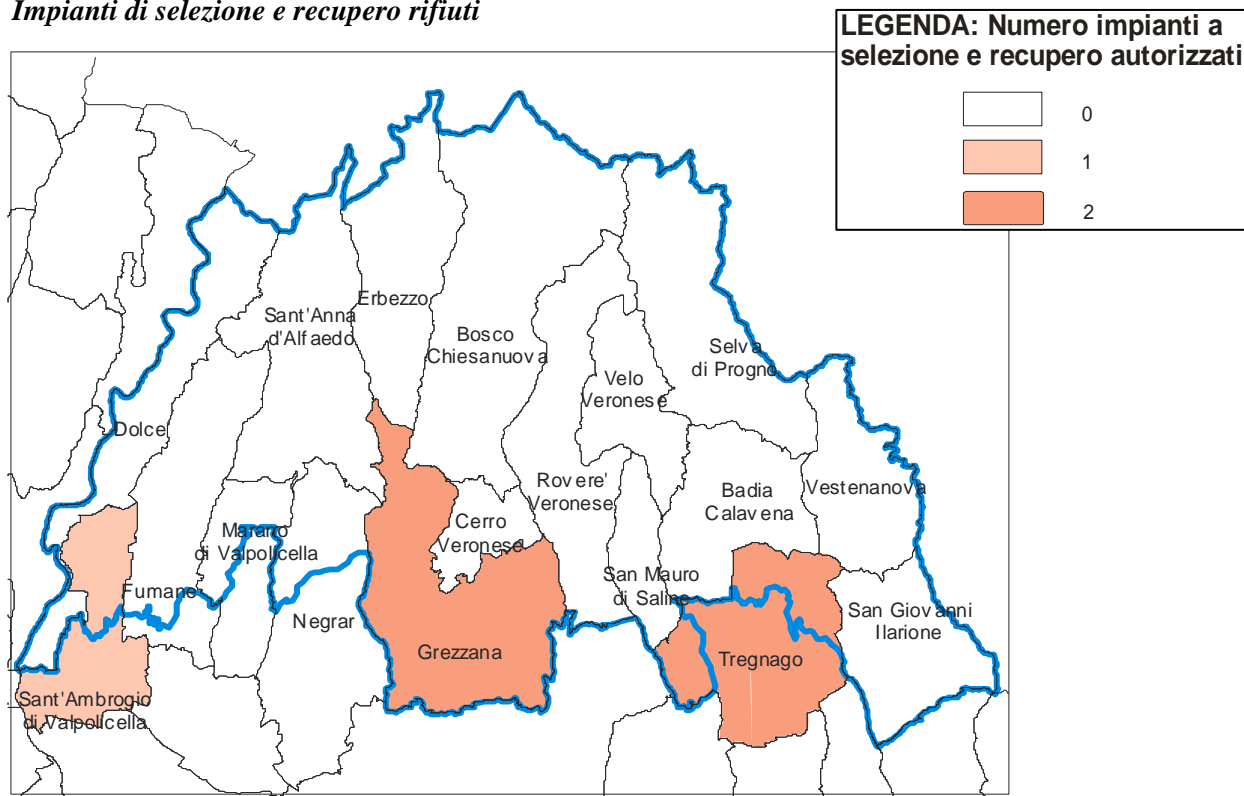 Impianti di selezione e recupero rifiuti
LEGENDA: Numero impianti a
selezione e recupero autorizzati
0
1
2
Sant'Anna
d'Alfaedo
Erbezzo
Bosco
Chiesanuova
Selva
di Progno
Velo
Veronese
Dolce
Rovere'
Veronese
Badia
Calavena
Vestenanova
Marano
di Valpolicella
Cerro
Veronese
Fumane
Negrar
San Mauro
di Saline
San Giovanni
Ilarione
Grezzana
Tregnago
Sant'Ambrogio
di Valpolicella